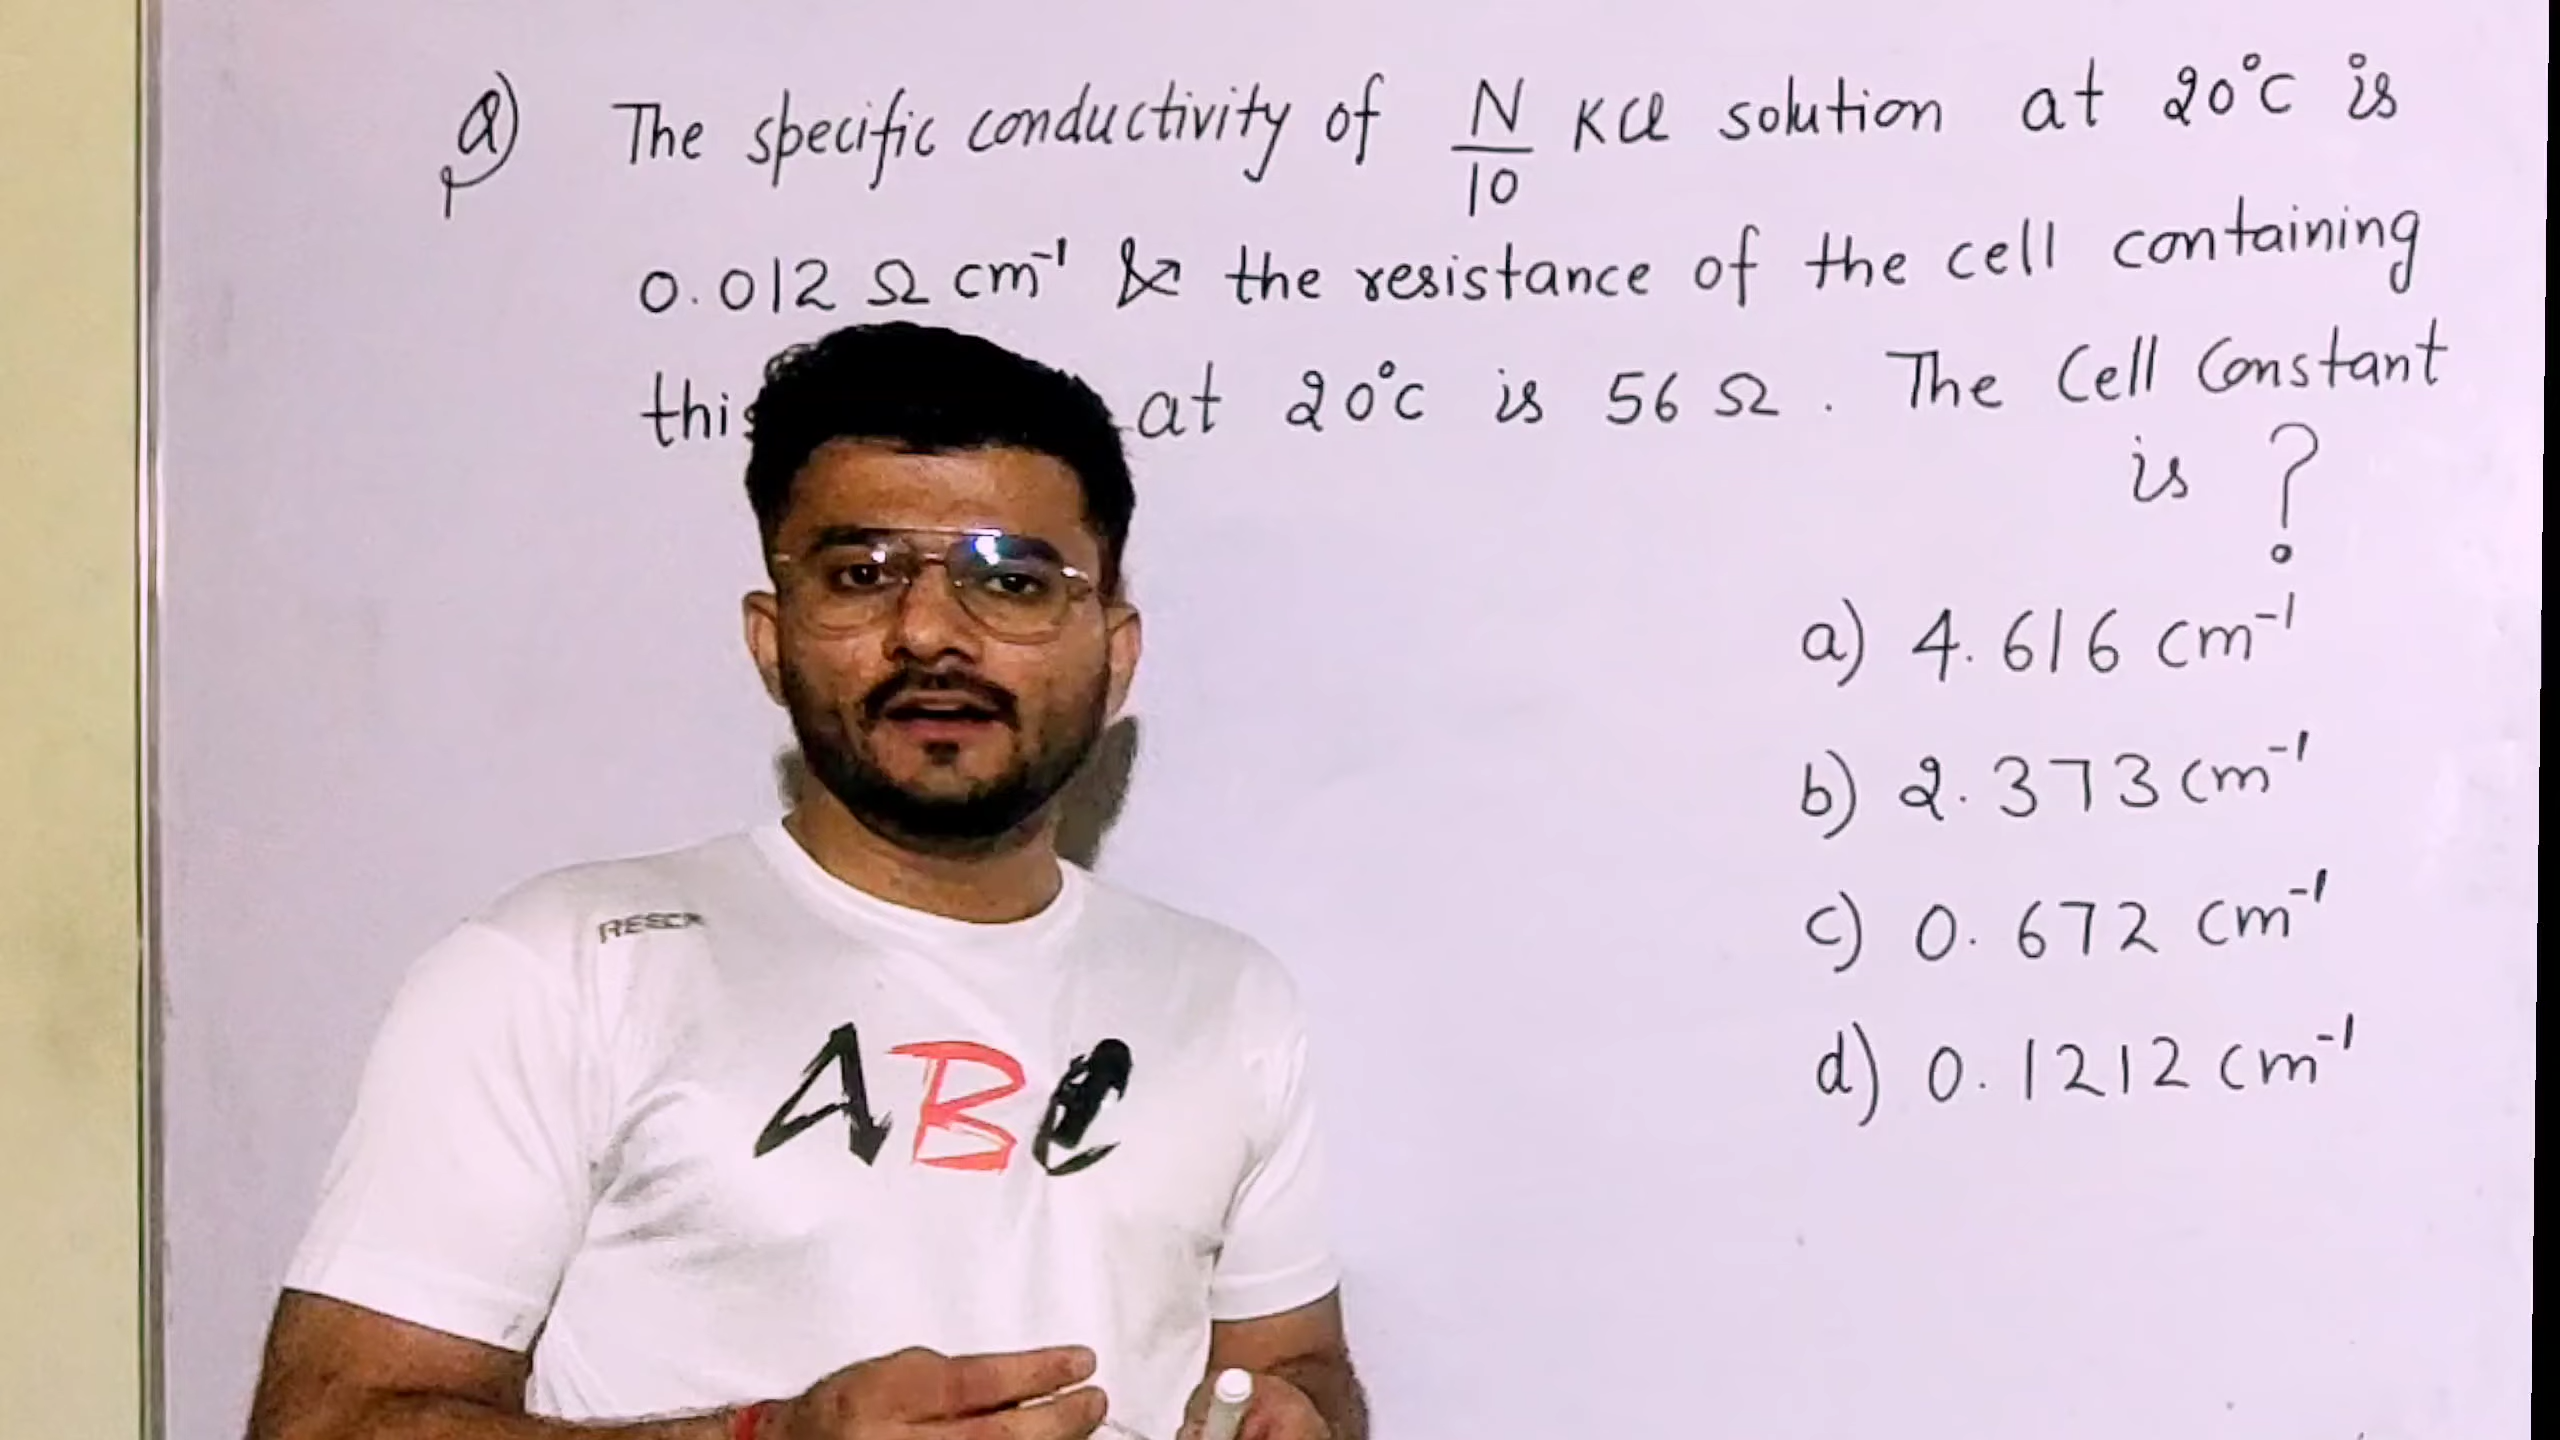 Q) The specific conductivity of N/10 KCl solution at 20°C is
0.012 Ω cm⁻¹ & the resistance of the cell containing
this at 20°C is 56 Ω. The Cell Constant
is ?
a) 4.616 cm⁻¹
b) 2.373 cm⁻¹
c) 0.672 cm⁻¹
d) 0.1212 cm⁻¹
ABC